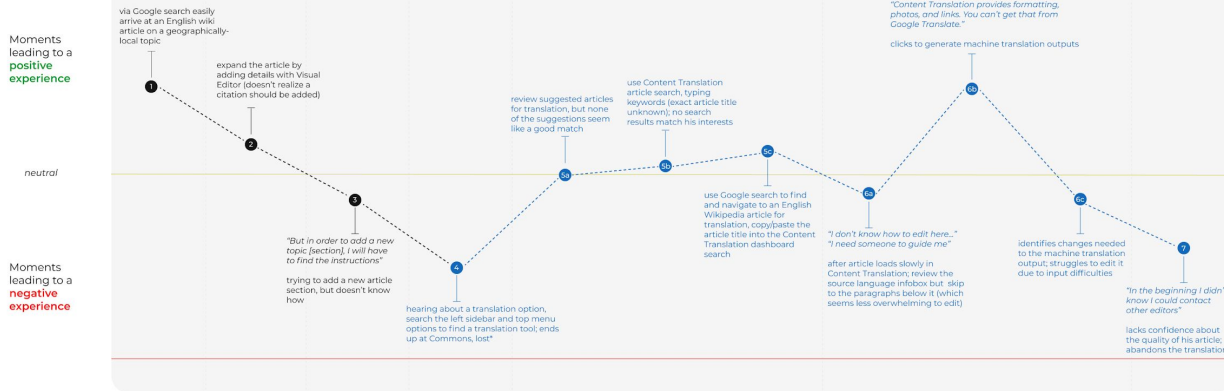 Moments
leading to a
positive
experience
neutral
Moments
leading to a
negative
experience
via Google search easily
arrive at an English wiki
article on a geographically-
local topic
1
expand the article by
adding details with Visual
Editor (doesn't realize a
citation should be added)
2
3
"But in order to add a new
topic [section], I will have
to find the instructions"
trying to add a new article
section, but doesn't know
how
4
hearing about a translation option,
search the left sidebar and top menu
options to find a translation tool; ends
up at Commons, lost*
review suggested articles
for translation, but none
of the suggestions seem
like a good match
5a
use Content Translation
article search, typing
keywords (exact article title
unknown); no search
results match his interests
5b
5c
use Google search to find
and navigate to an English
Wikipedia article for
translation, copy/paste the
article title into the Content
Translation dashboard
search
6a
"I don't know how to edit here..."
"I need someone to guide me"
after article loads slowly in
Content Translation; review the
source language infobox but skip
to the paragraphs below it (which
seems less overwhelming to edit)
"Content Translation provides formatting,
photos, and links. You can't get that from
Google Translate."
clicks to generate machine translation outputs
6b
6c
identifies changes needed
to the machine translation
output; struggles to edit it
due to input difficulties
7
"In the beginning I didn'
know I could contact
other editors"
lacks confidence about
the quality of his article;
abandons the translation